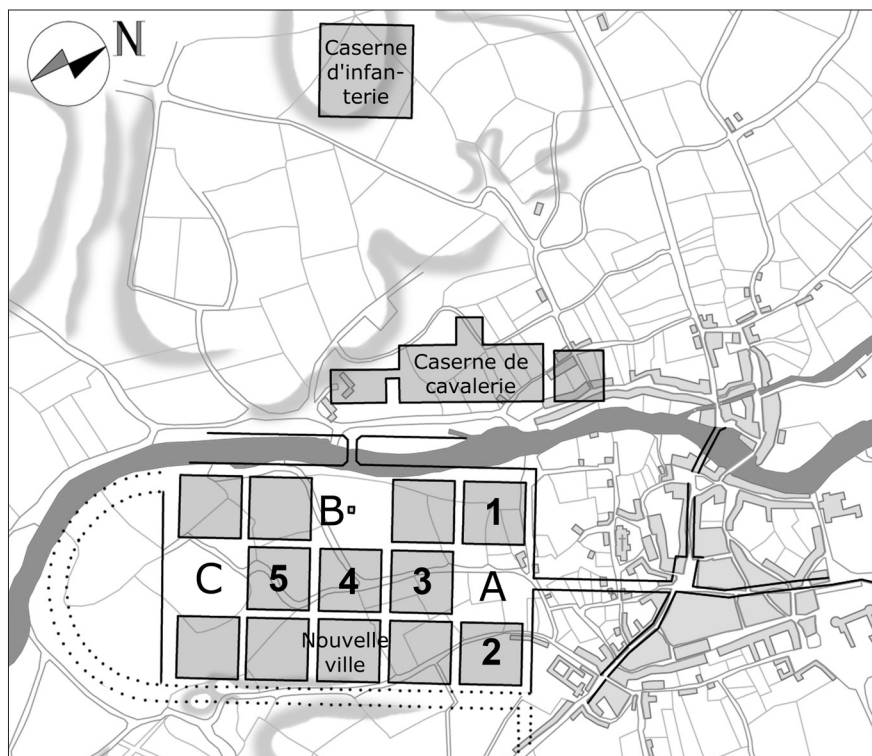 N
Caserne
d'infan-
terie
Caserne de
cavalerie
B
1
C
5
4
3
A
Nouvelle
ville
2